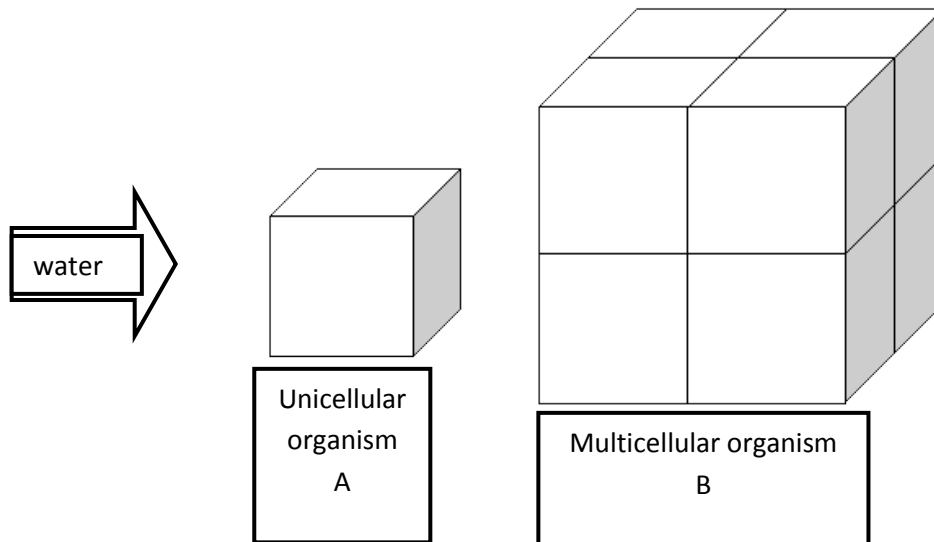 water
Unicellular
organism
A
Multicellular organism
B